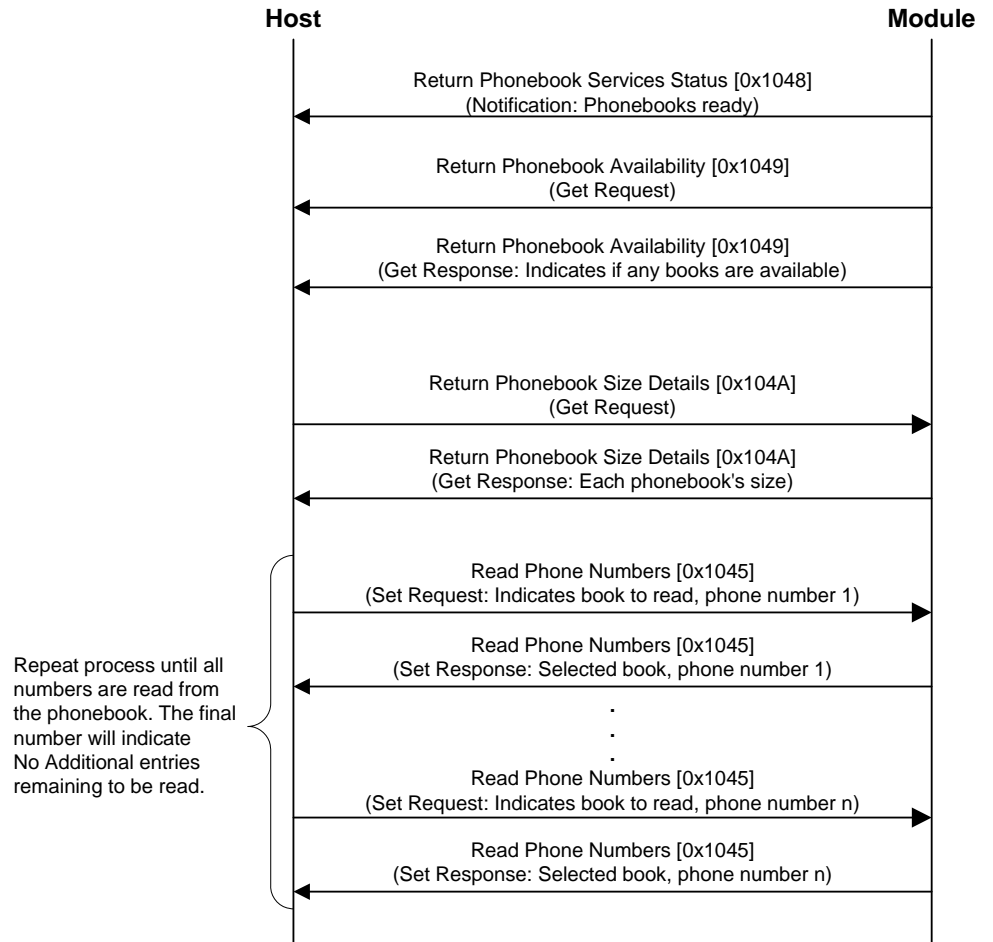 Host
Module
Return Phonebook Services Status [0x1048]
(Notification: Phonebooks ready)
Return Phonebook Availability [0x1049]
(Get Request)
Return Phonebook Availability [0x1049]
(Get Response: Indicates if any books are available)
Return Phonebook Size Details [0x104A]
(Get Request)
Return Phonebook Size Details [0x104A]
(Get Response: Each phonebook's size)
Read Phone Numbers [0x1045]
(Set Request: Indicates book to read, phone number 1)
Read Phone Numbers [0x1045]
(Set Response: Selected book, phone number 1)
.
.
.
Read Phone Numbers [0x1045]
(Set Request: Indicates book to read, phone number n)
Read Phone Numbers [0x1045]
(Set Response: Selected book, phone number n)
Repeat process until all
numbers are read from
the phonebook. The final
number will indicate
No Additional entries
remaining to be read.